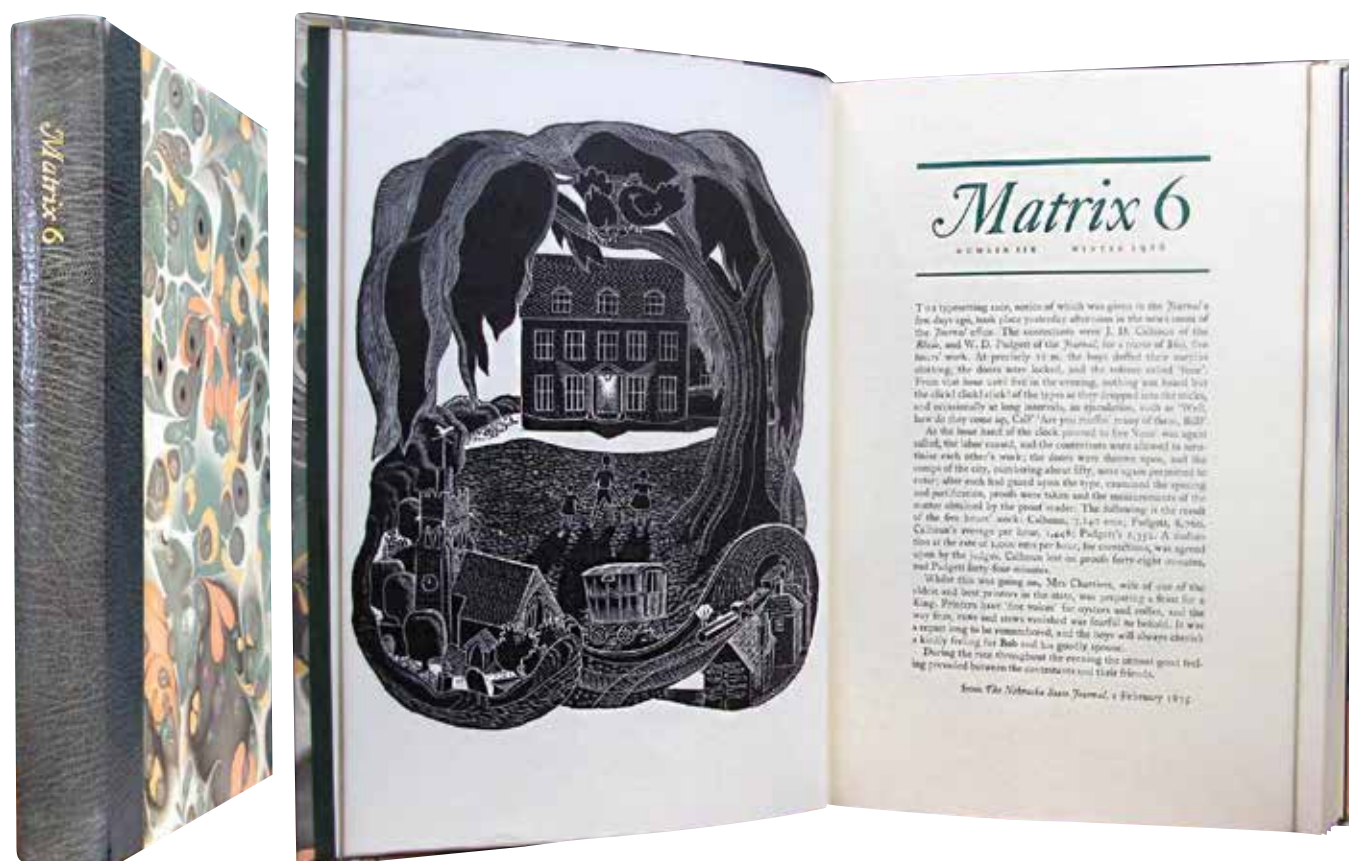 Matrix 6
Matrix 6
NUMBER SIX WINTER 1986
THE typesetting race, notice of which was given in the Journal a
few days ago, took place yesterday afternoon in the news room of
the Journal office. The contestants were J. D. Calhoun of the
and W. D. Padgett of the Journal, for a purse of five
hours' work. At precisely 12 m. the boys doffed their surplus
clothing, the doors were locked, and the referee called 'time'.
From that hour until five in the evening, nothing was heard but
the click! click! click! of the types as they dropped into the sticks,
and occasionally at long intervals, an ejaculation, such as 'Well,
how do they come up, Cal?' 'Are you many of them, Bill?'
At the hour hand of the clock pointed to five 'time' was again
called, the labor ceased, and the contestants were allowed to scru-
tinise each other's work; the doors were thrown open, and the
comps of the city, numbering about fifty, were again permitted to
enter; after each had gazed upon the type, examined the spacing
and justification, proofs were taken and the measurements of the
matter obtained by the proof reader. The following is the result
of the five hours' work: Calhoun, 7,147 ems; Padgett, 6,760.
Calhoun's average per hour, Padgett's 1,352. A deduc-
tion at the rate of 1,000 ems per hour, for corrections, was agreed
upon by the judges. Calhoun lost on proofs forty-eight minutes,
and Padgett forty-four minutes.
Whilst this was going on, Mrs wife of one of the
oldest and best printers in the state, was preparing a feast for a
King. Printers have 'fine voices' for oysters and coffee, and the
way fries, raws and stews vanished was fearful to behold. It was
a repast long to be remembered, and the boys will always cherish
a kindly feeling for Bob and his goodly spouse.
During the race throughout the evening the utmost good feel-
ing prevailed between the contestants and their friends.
from The Nebraska State Journal, 2 February 1875